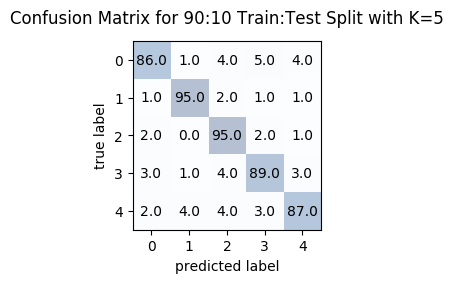 Confusion Matrix for 90:10 Train:Test Split with K=5
0 86.0 1.0 4.0 5.0 4.0
1 1.0 95.0 2.0 1.0 1.0
2 2.0 0.0 95.0 2.0 1.0
3 3.0 1.0 4.0 89.0 3.0
4 2.0 4.0 4.0 3.0 87.0
true label
0 1 2 3 4
predicted label